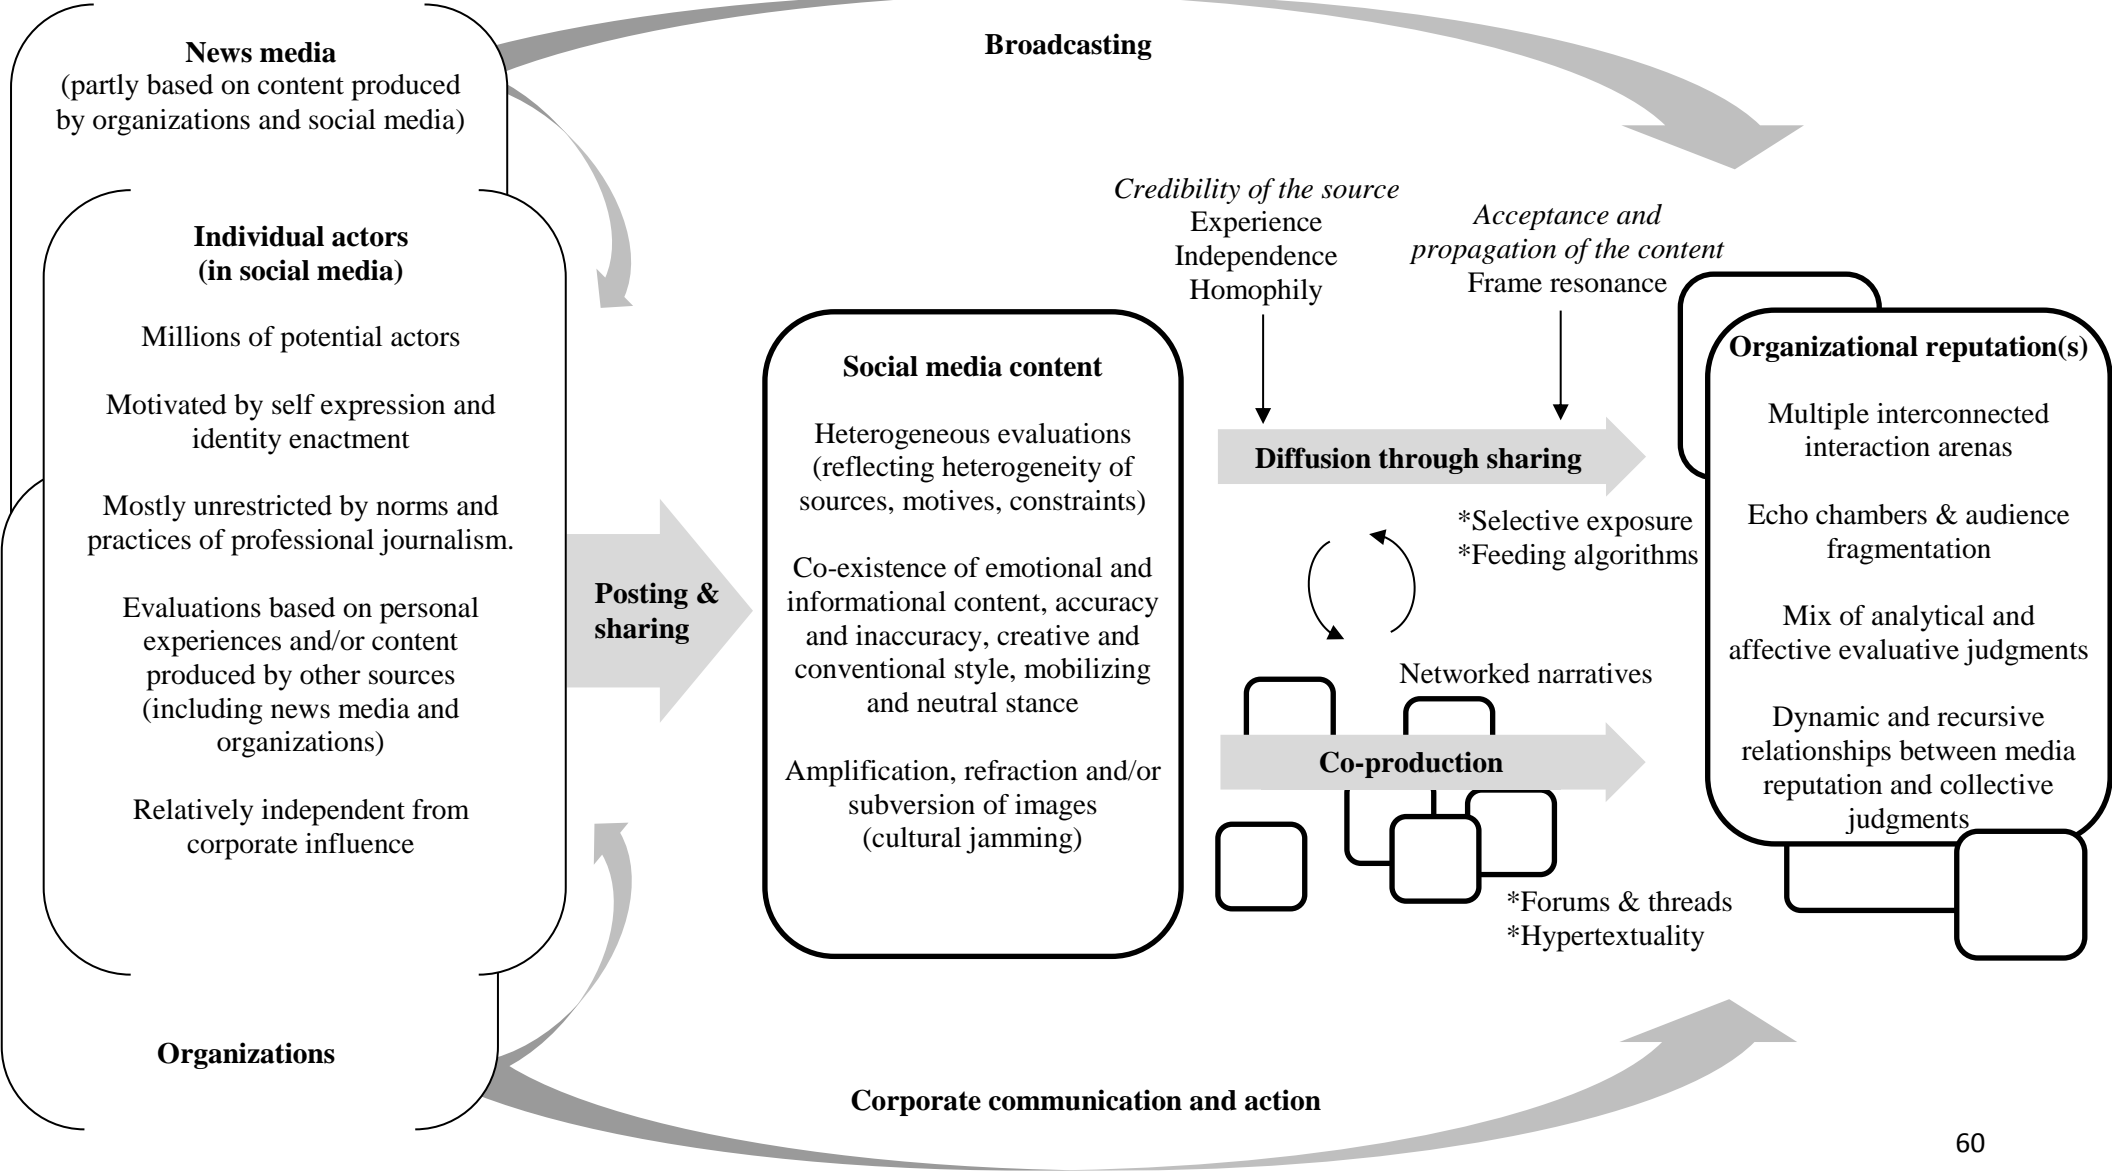 News media
(partly based on content produced
by organizations and social media)
Broadcasting
Individual actors
(in social media)
Millions of potential actors
Motivated by self expression and
identity enactment
Mostly unrestricted by norms and
practices of professional journalism.
Evaluations based on personal
experiences and/or content
produced by other sources
(including news media and
organizations)
Relatively independent from
corporate influence
Organizations
Posting &
sharing
Social media content
Heterogeneous evaluations
(reflecting heterogeneity of
sources, motives, constraints)
Co-existence of emotional and
informational content, accuracy
and inaccuracy, creative and
conventional style, mobilizing
and neutral stance
Amplification, refraction and/or
subversion of images
(cultural jamming)
Credibility of the source
Experience
Independence
Homophily
Acceptance and
propagation of the content
Frame resonance
Diffusion through sharing
*Selective exposure
*Feeding algorithms
Networked narratives
Co-production
*Forums & threads
*Hypertextuality
Organizational reputation(s)
Multiple interconnected
interaction arenas
Echo chambers & audience
fragmentation
Mix of analytical and
affective evaluative judgments
Dynamic and recursive
relationships between media
reputation and collective
judgments
Corporate communication and action
60